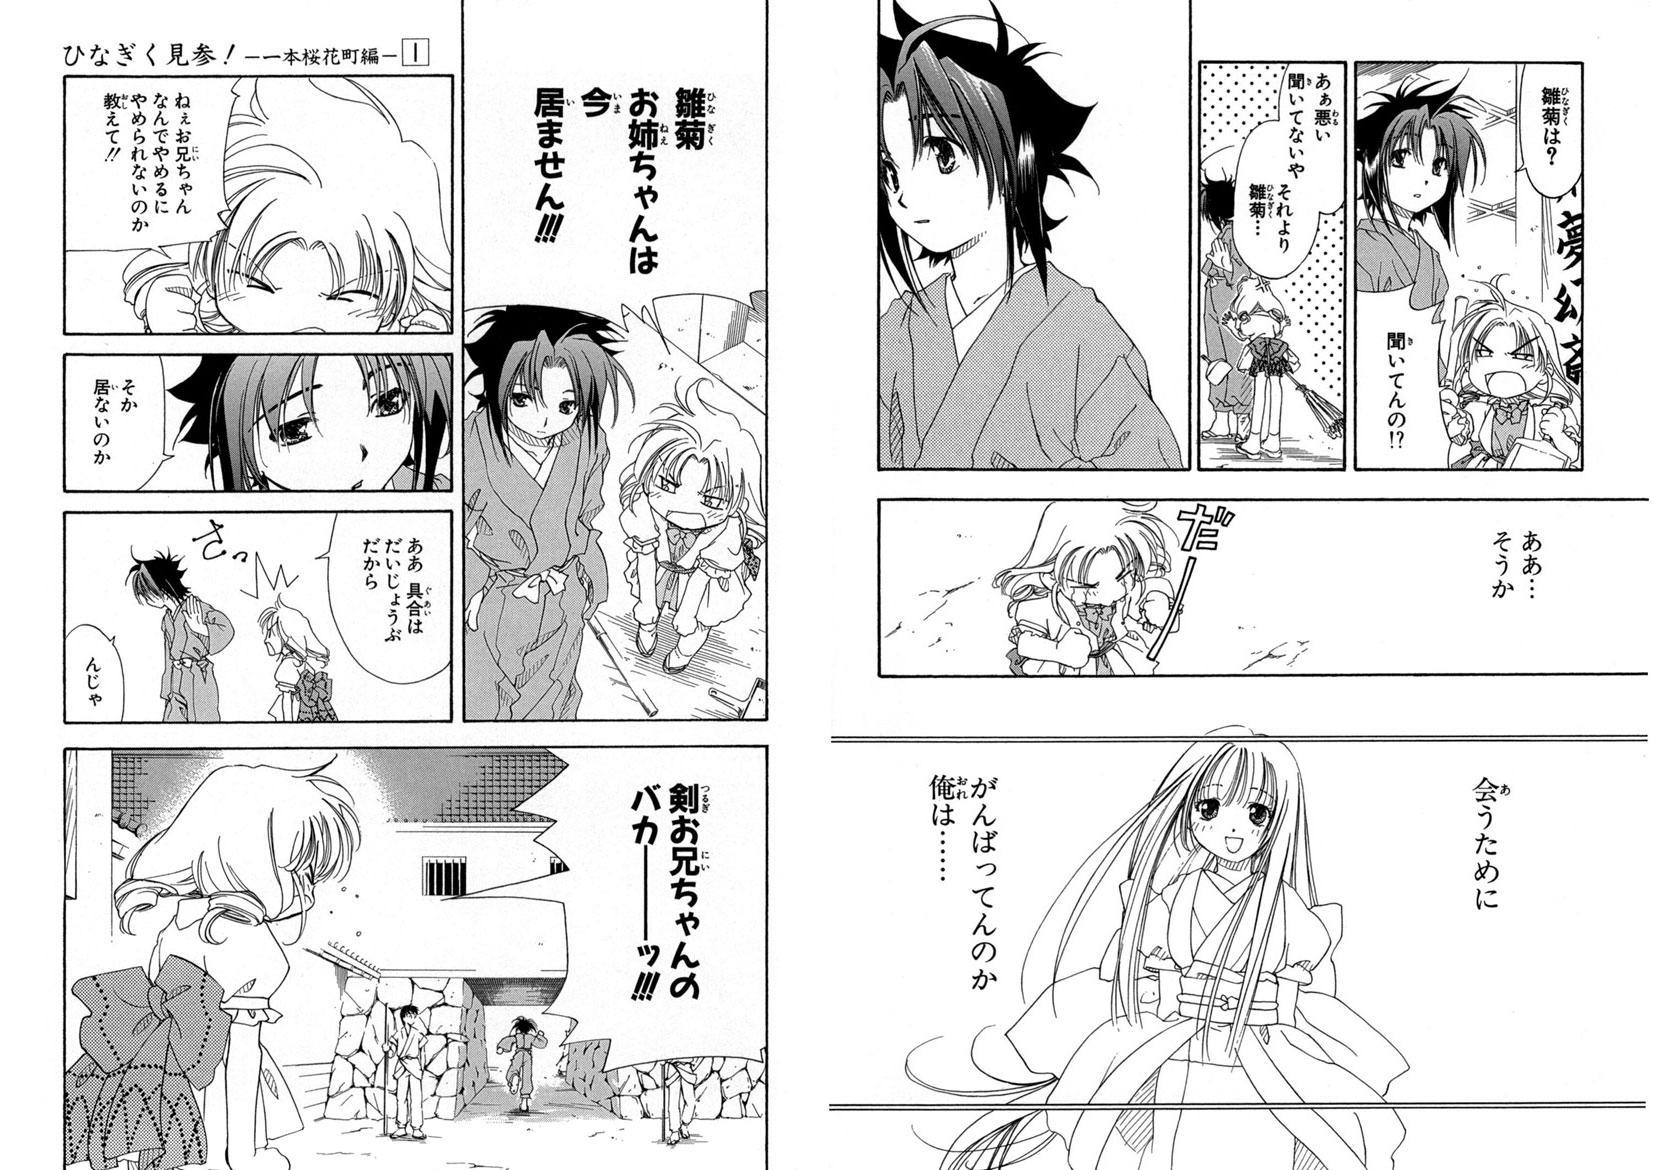 雛菊は?
聞いてんの!?
あぁ悪い
聞いてないや
それより
雛菊…
夢幻斎
ああ…
そうか
だーっ
会うために
がんばってんのか
俺は……
ひなぎく見参! －一本桜花町編－ 1
雛菊
お姉ちゃんは
今
居ません!!!
ねぇお兄ちゃん
なんでやめるに
やめられないのか
教えて!!
そか
居ないのか
ああ 具合は
だいじょうぶ
だから
さっ
んじゃ
剣お兄ちゃんの
バカーーーッ!!!